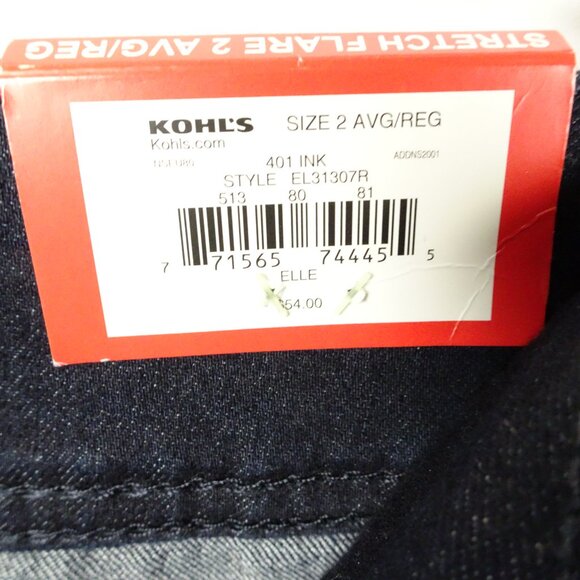 STRETCH FLARE 2 AVG/REG
KOHL'S SIZE 2 AVG/REG
Kohls.com
401 INK ADDNS2001
STYLE EL31307R
513 80 81
7 71565 74445 5
ELLE
$54.00